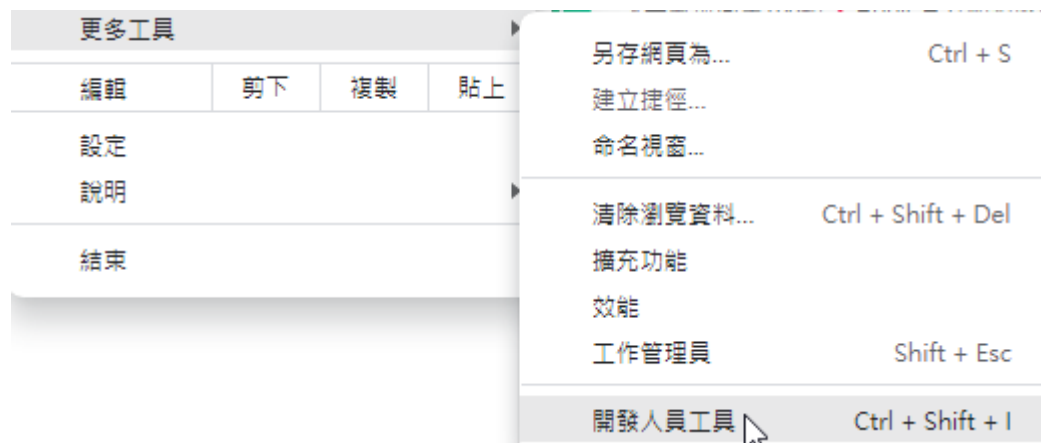 更多工具
編輯 剪下 複製 貼上
設定
說明
結束
另存網頁為... Ctrl + S
建立捷徑...
命名視窗...
清除瀏覽資料... Ctrl + Shift + Del
擴充功能
效能
工作管理員 Shift + Esc
開發人員工具 Ctrl + Shift + I